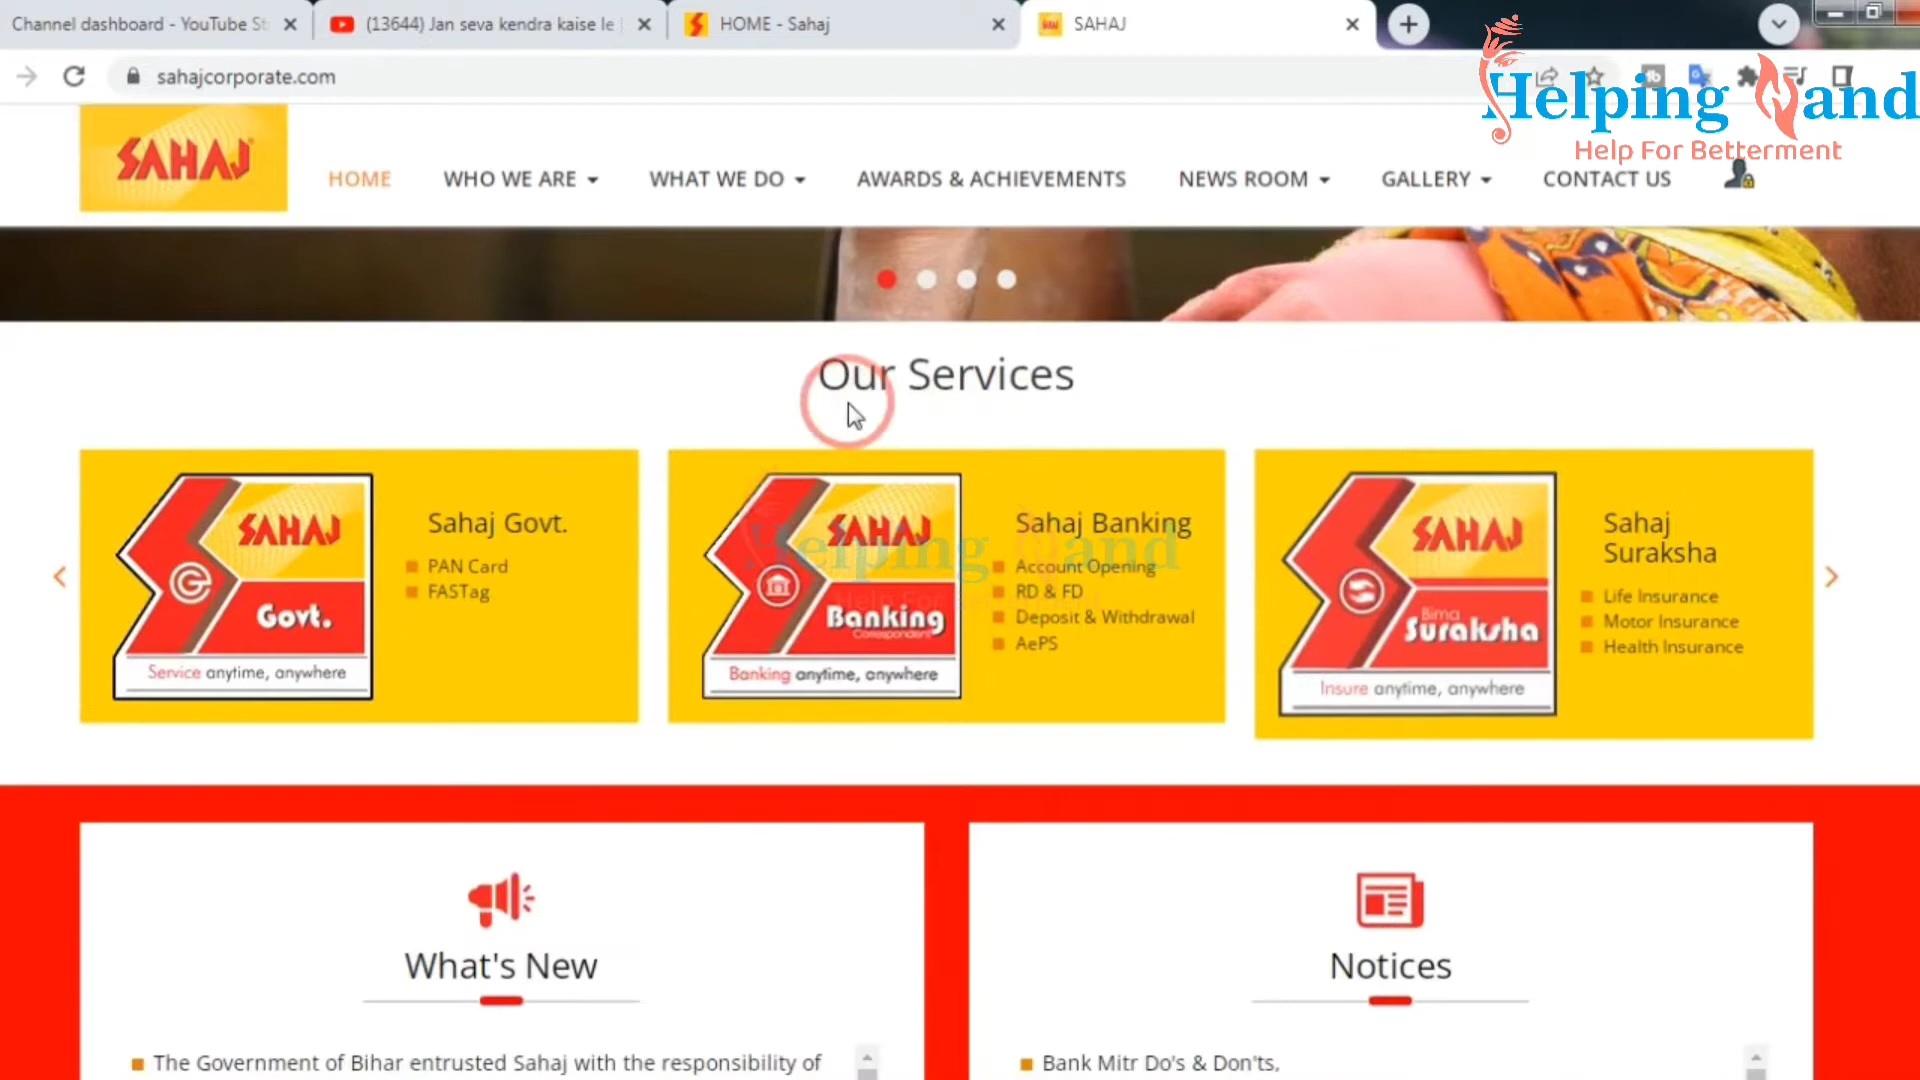 Channel dashboard - YouTube St
(13644) Jan seva kendra kaise le
HOME - Sahaj
SAHAJ
sahajcorporate.com
Helping Hand
Help For Betterment
SAHAJ
HOME
WHO WE ARE
WHAT WE DO
AWARDS & ACHIEVEMENTS
NEWS ROOM
GALLERY
CONTACT US
Our Services
SAHAJ
Govt.
Service anytime, anywhere
Sahaj Govt.
PAN Card
FASTag
SAHAJ
Banking
Correspondent
Banking anytime, anywhere
Sahaj Banking
Account Opening
RD & FD
Deposit & Withdrawal
AePS
Helping Hand
SAHAJ
Bima
Suraksha
Insure anytime, anywhere
Sahaj
Suraksha
Life Insurance
Motor Insurance
Health Insurance
What's New
The Government of Bihar entrusted Sahaj with the responsibility of
Notices
Bank Mitr Do's & Don'ts,